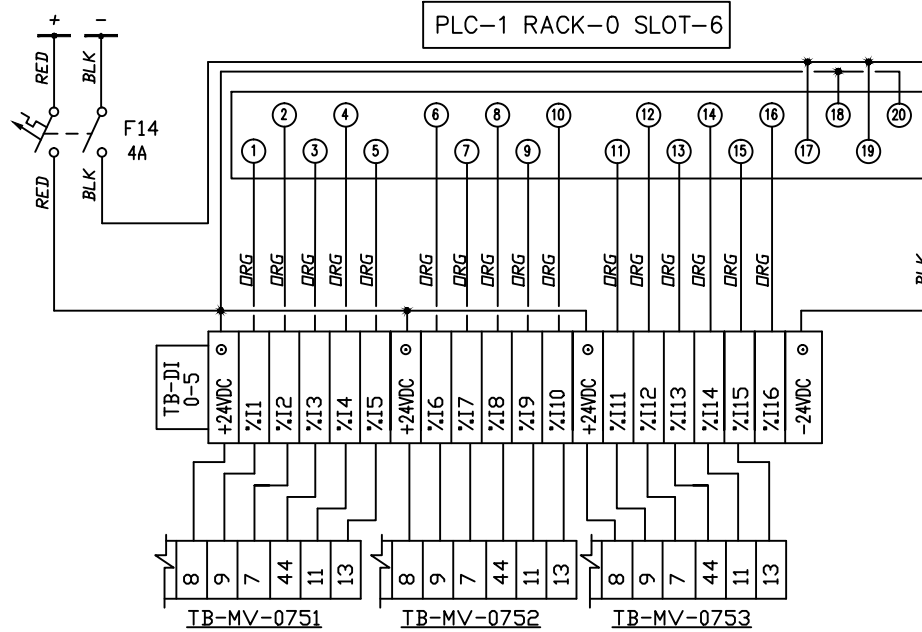 PLC-1 RACK-0 SLOT-6
+ -
RED BLK
F14
4A
RED BLK
2 4 6 8 10 12 14 16 18 20
1 3 5 7 9 11 13 15 17 19
ORG ORG ORG ORG ORG ORG ORG ORG ORG ORG ORG ORG ORG ORG ORG ORG BLK
TB-DI
0-5
+24VDC %I1 %I2 %I3 %I4 %I5 +24VDC %I6 %I7 %I8 %I9 %I10 +24VDC %I11 %I12 %I13 %I14 %I15 %I16 -24VDC
8 9 7 44 11 13 8 9 7 44 11 13 8 9 7 44 11 13
TB-MV-0751 TB-MV-0752 TB-MV-0753